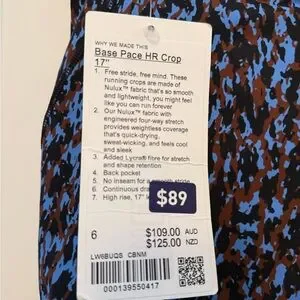 WHY WE MADE THIS
Base Pace HR Crop
17"
1. Free stride, free mind. These
running crops are made of
Nulux™ fabric that's so smooth
and lightweight, you might feel
like you can run forever
2. Our Nulux™ fabric with
engineered four-way stretch
provides weightless coverage
that's quick-drying,
sweat-wicking, and feels cool
and sleek
3. Added Lycra® fibre for stretch
and shape retention
4. Back pocket
5. No inseam for a smooth stride
6. Continuous
7. High rise, 17"
$89
6 $109.00 AUD
$125.00 NZD
LW6BUQS CBNM
000139550417